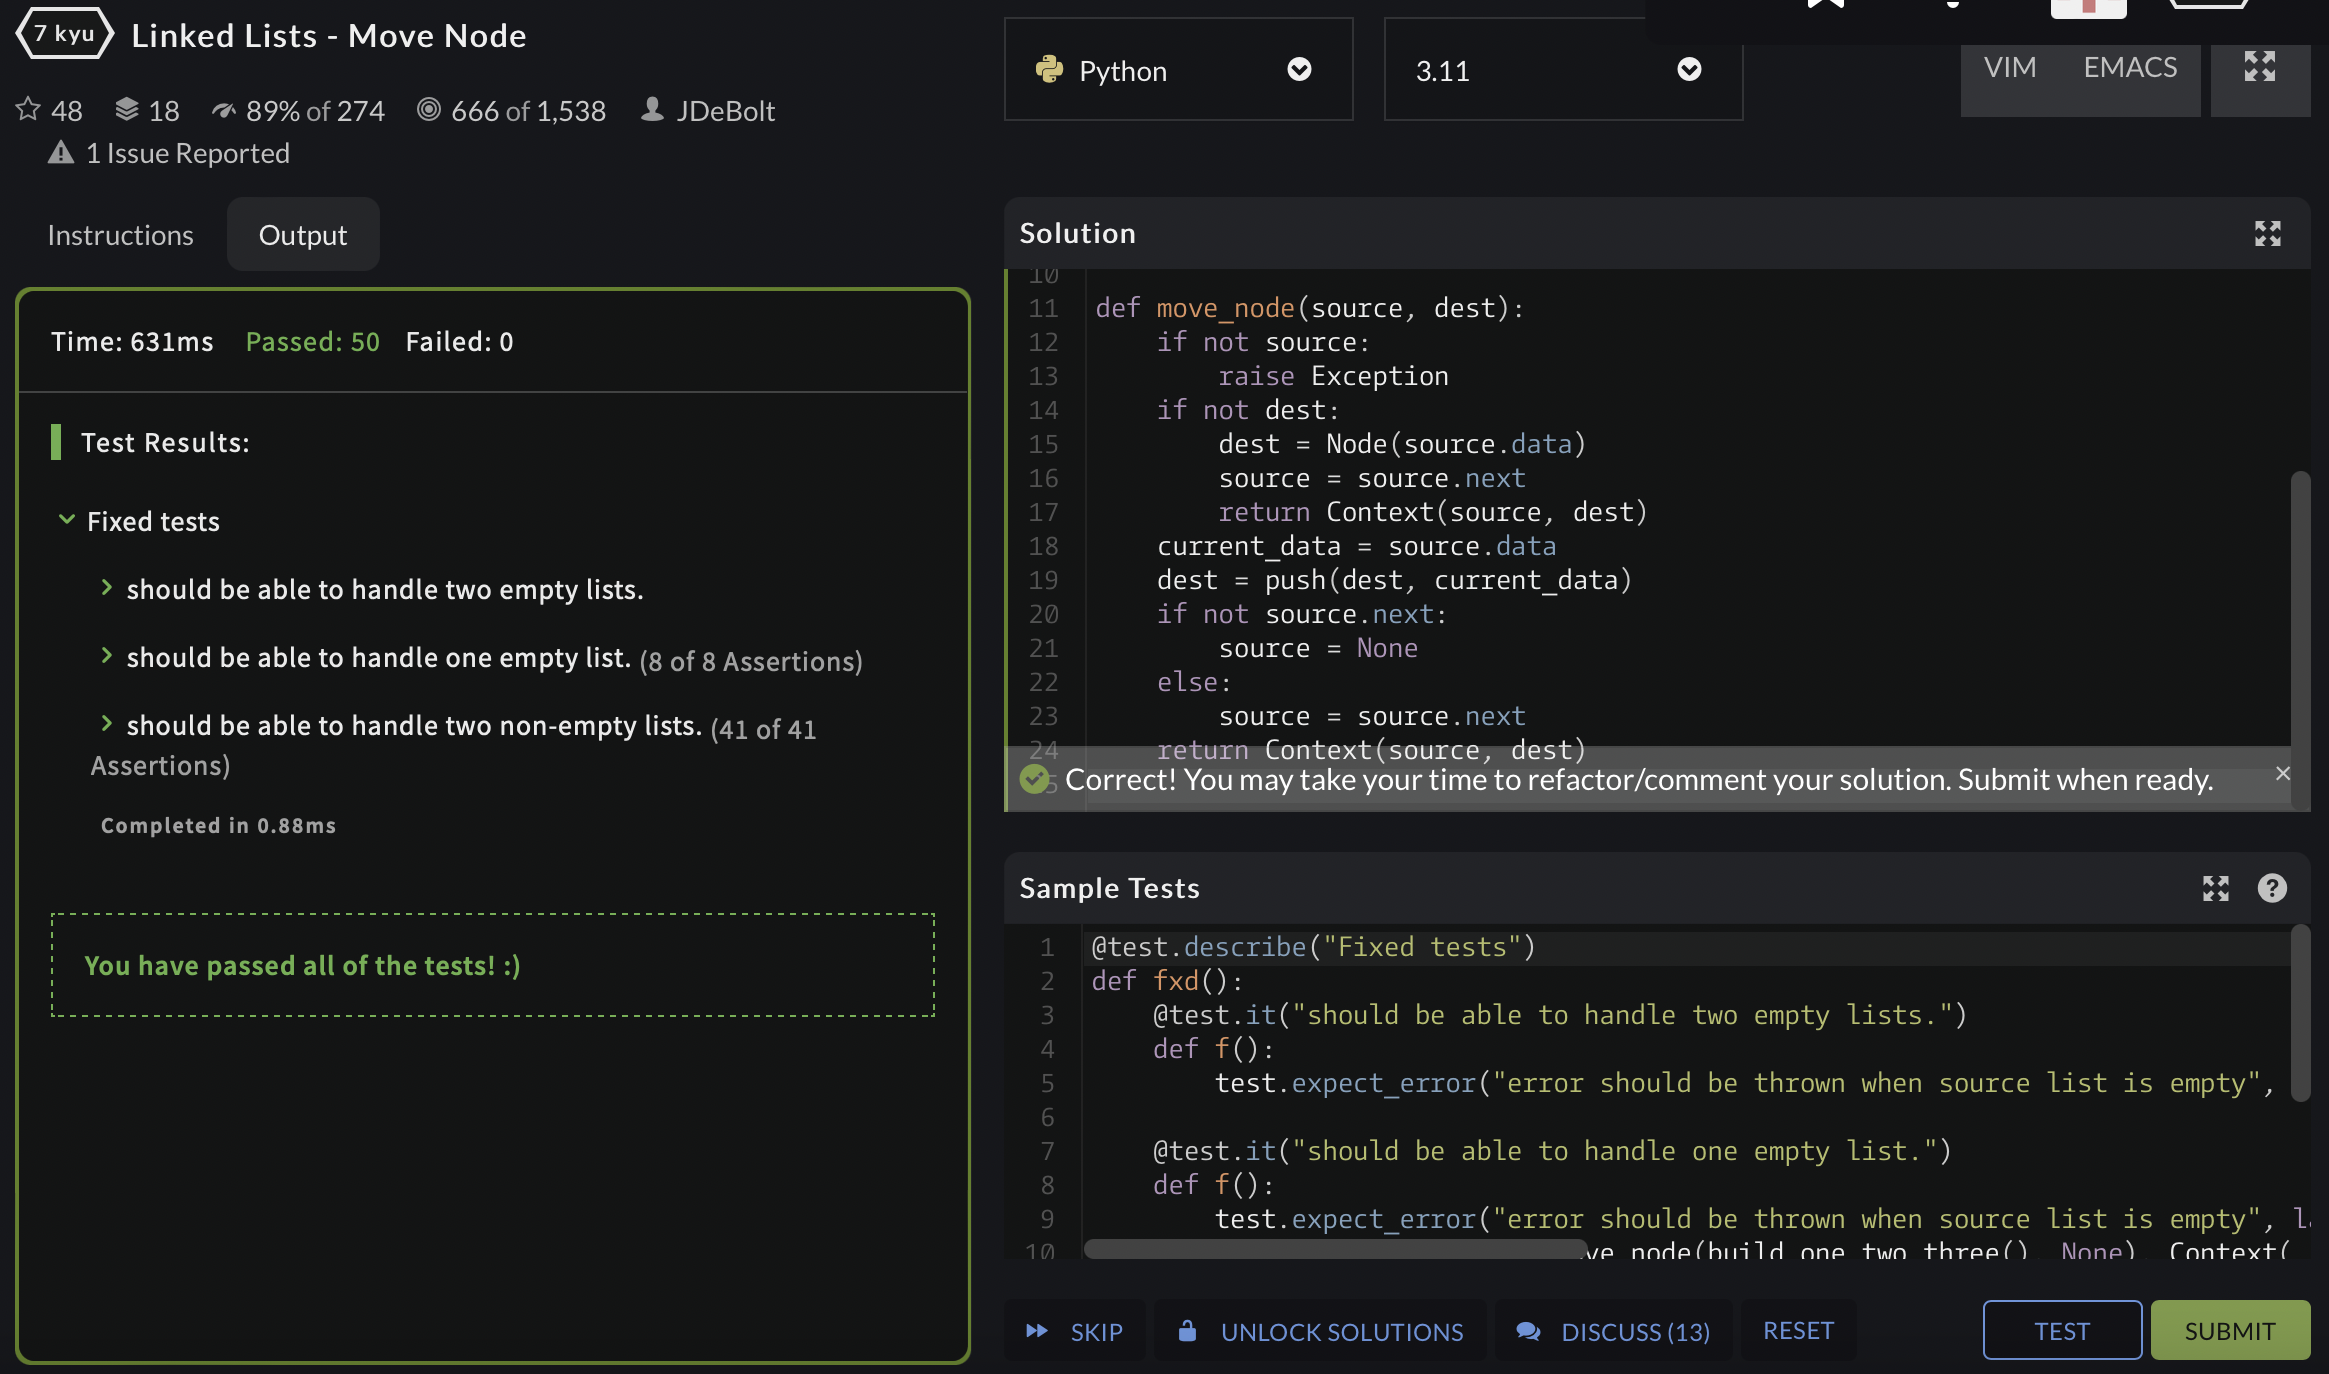 7 kyu Linked Lists - Move Node
48 18 89% of 274 666 of 1,538 JDeBolt
1 Issue Reported
Instructions Output
Time: 631ms Passed: 50 Failed: 0
Test Results:
Fixed tests
should be able to handle two empty lists.
should be able to handle one empty list. (8 of 8 Assertions)
should be able to handle two non-empty lists. (41 of 41
Assertions)
Completed in 0.88ms
You have passed all of the tests! :)
Python 3.11 VIM EMACS
Solution
10
11 def move_node(source, dest):
12     if not source:
13         raise Exception
14     if not dest:
15         dest = Node(source.data)
16         source = source.next
17         return Context(source, dest)
18     current_data = source.data
19     dest = push(dest, current_data)
20     if not source.next:
21         source = None
22     else:
23         source = source.next
24     return Context(source, dest)
Correct! You may take your time to refactor/comment your solution. Submit when ready. ×
Sample Tests
1 @test.describe("Fixed tests")
2 def fxd():
3     @test.it("should be able to handle two empty lists.")
4     def f():
5         test.expect_error("error should be thrown when source list is empty",
6
7     @test.it("should be able to handle one empty list.")
8     def f():
9         test.expect_error("error should be thrown when source list is empty",
10 node(build_one_two_three(), None), Context(
SKIP UNLOCK SOLUTIONS DISCUSS (13) RESET TEST SUBMIT